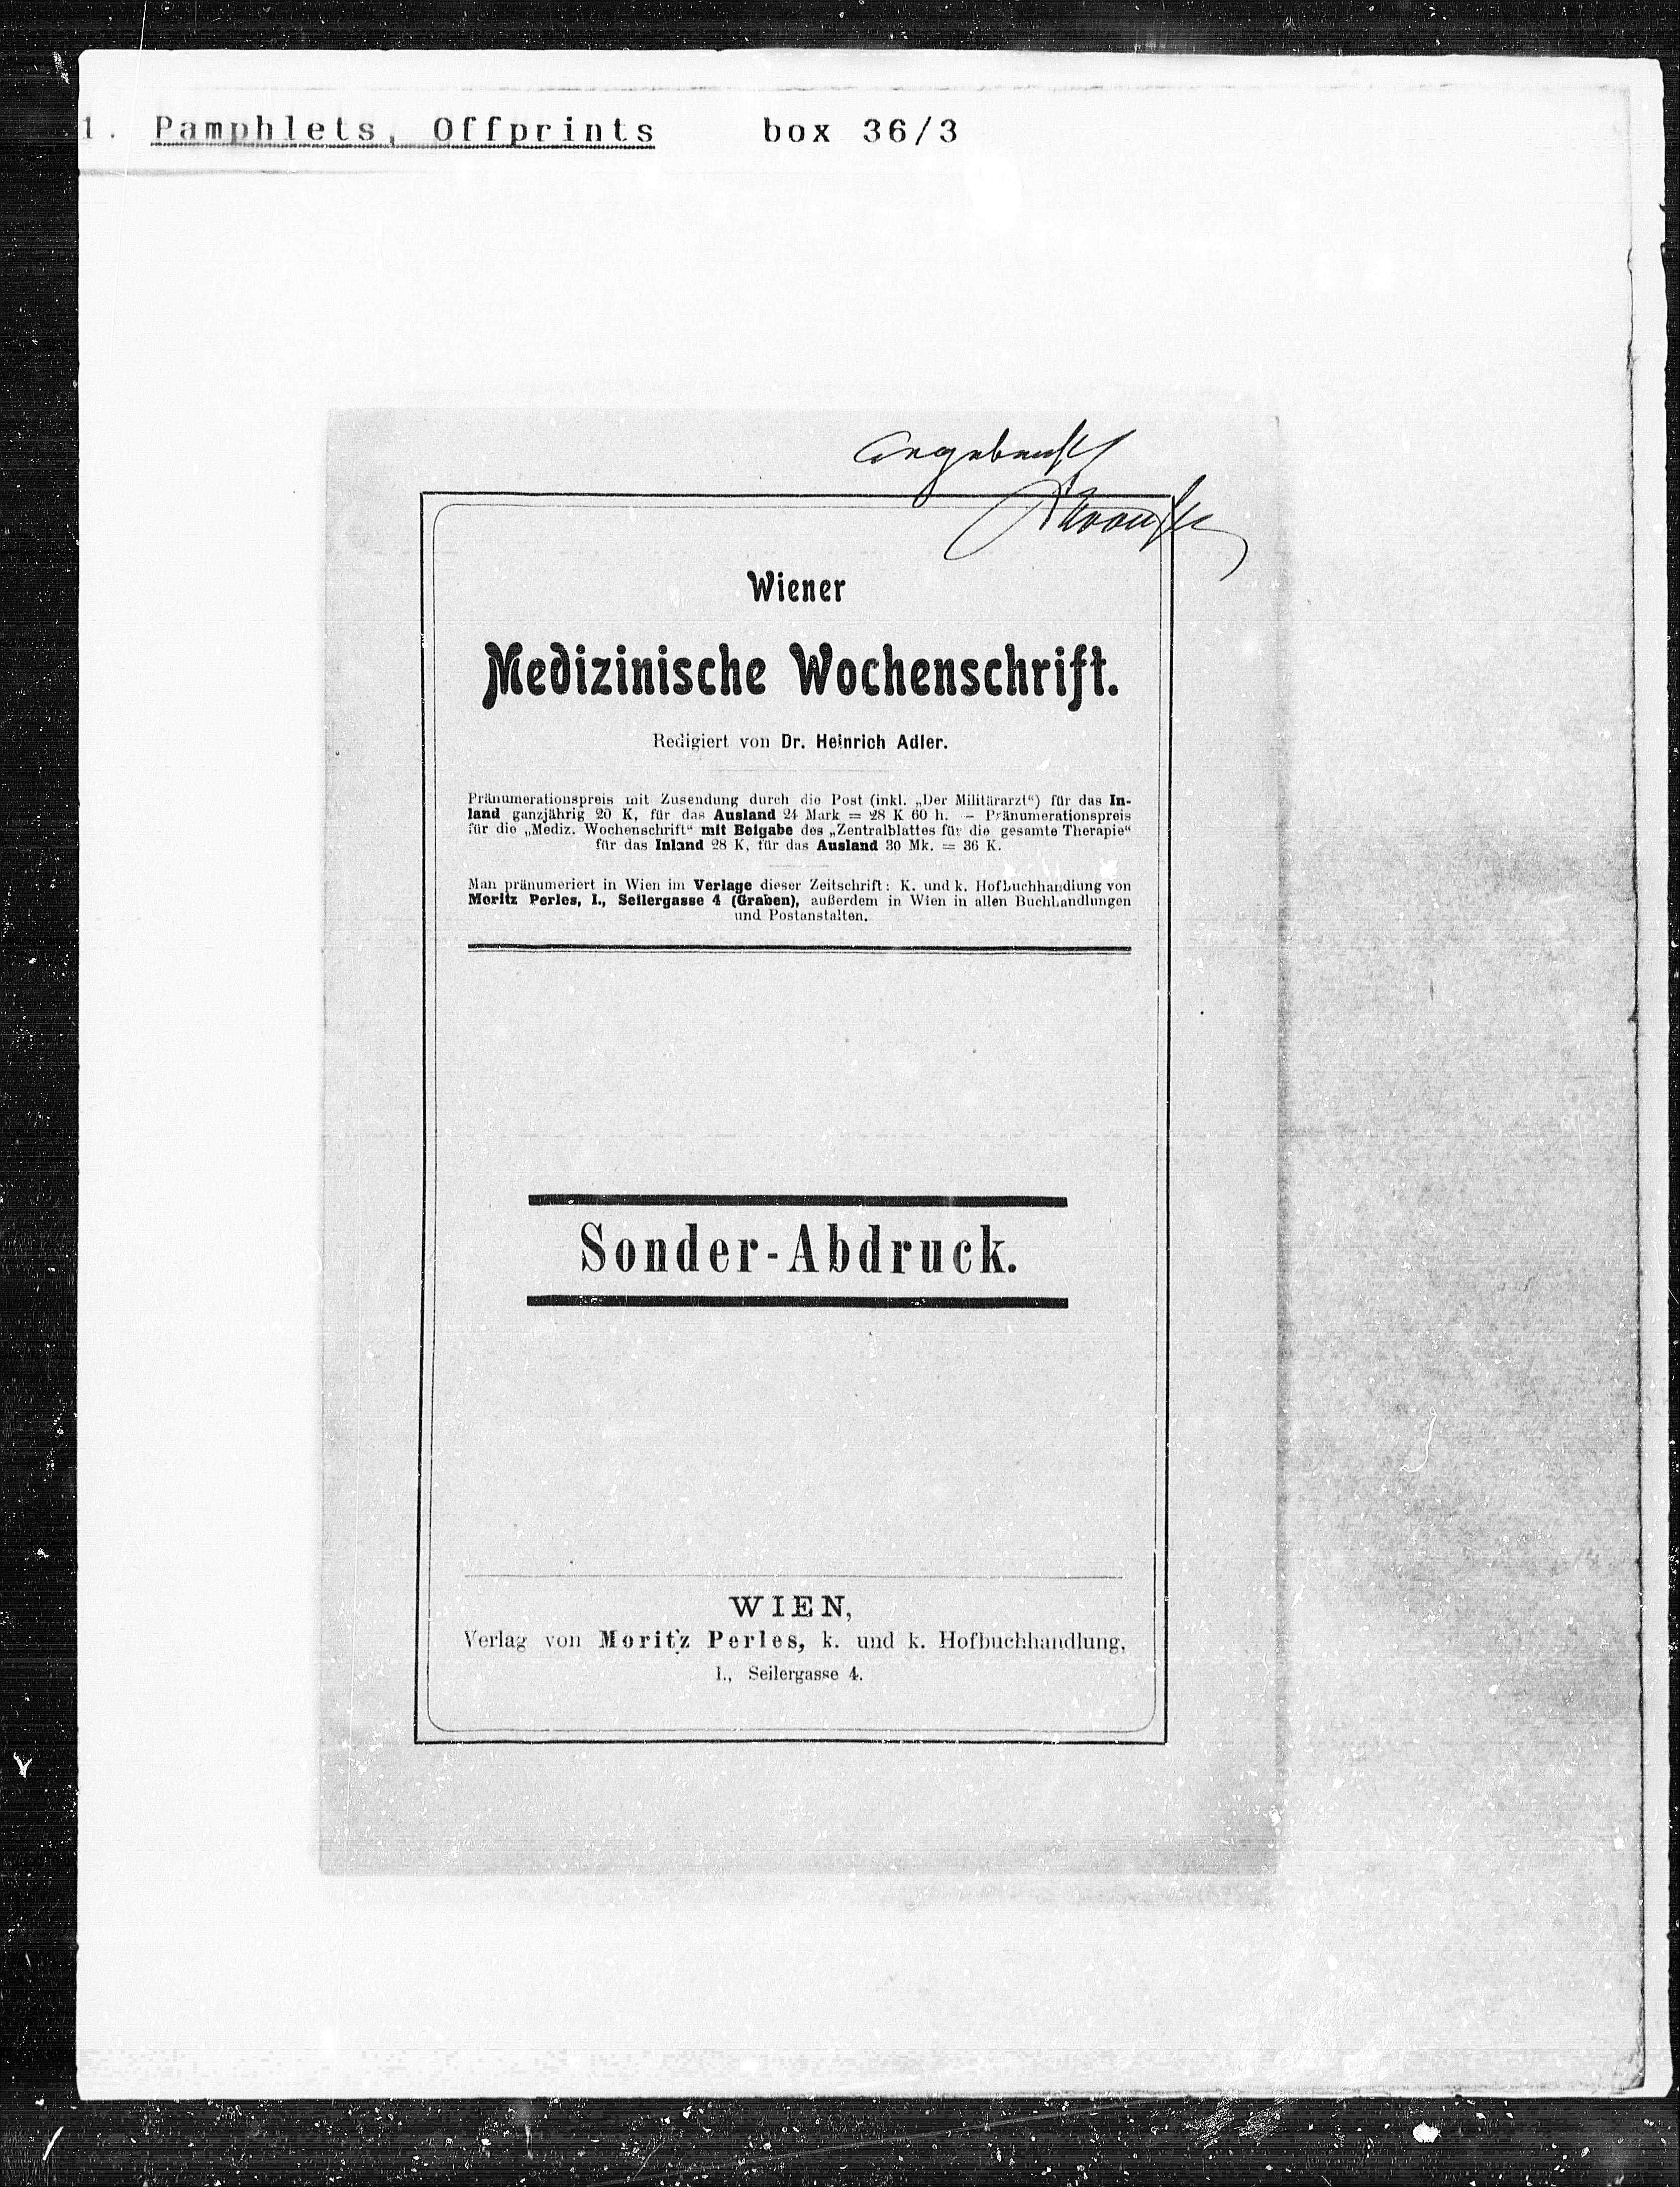 1. Pamphlets, Offprints box 36/3
Wiener
Medizinische Wochenschrift.
Redigiert von Dr. Heinrich Adler.
Pränumerationspreis mit Zusendung durch die Post (inkl. „Der Militärarzt“) für das In-
land ganzjährig 20 K, für das Ausland 24 Mark = 28 K 60 h. — Pränumerationspreis
für die „Mediz. Wochenschrift“ mit Beigabe des „Zentralblattes für die gesamte Therapie“
für das Inland 28 K, für das Ausland 30 Mk. = 36 K.
Man pränumeriert in Wien im Verlage dieser Zeitschrift: K. und k. Hofbuchhandlung von
Moritz Perles, I., Seilergasse 4 (Graben), außerdem in Wien in allen Buchhandlungen
und Postanstalten.
Sonder-Abdruck.
WIEN,
Verlag von Moritz Perles, k. und k. Hofbuchhandlung,
I., Seilergasse 4.